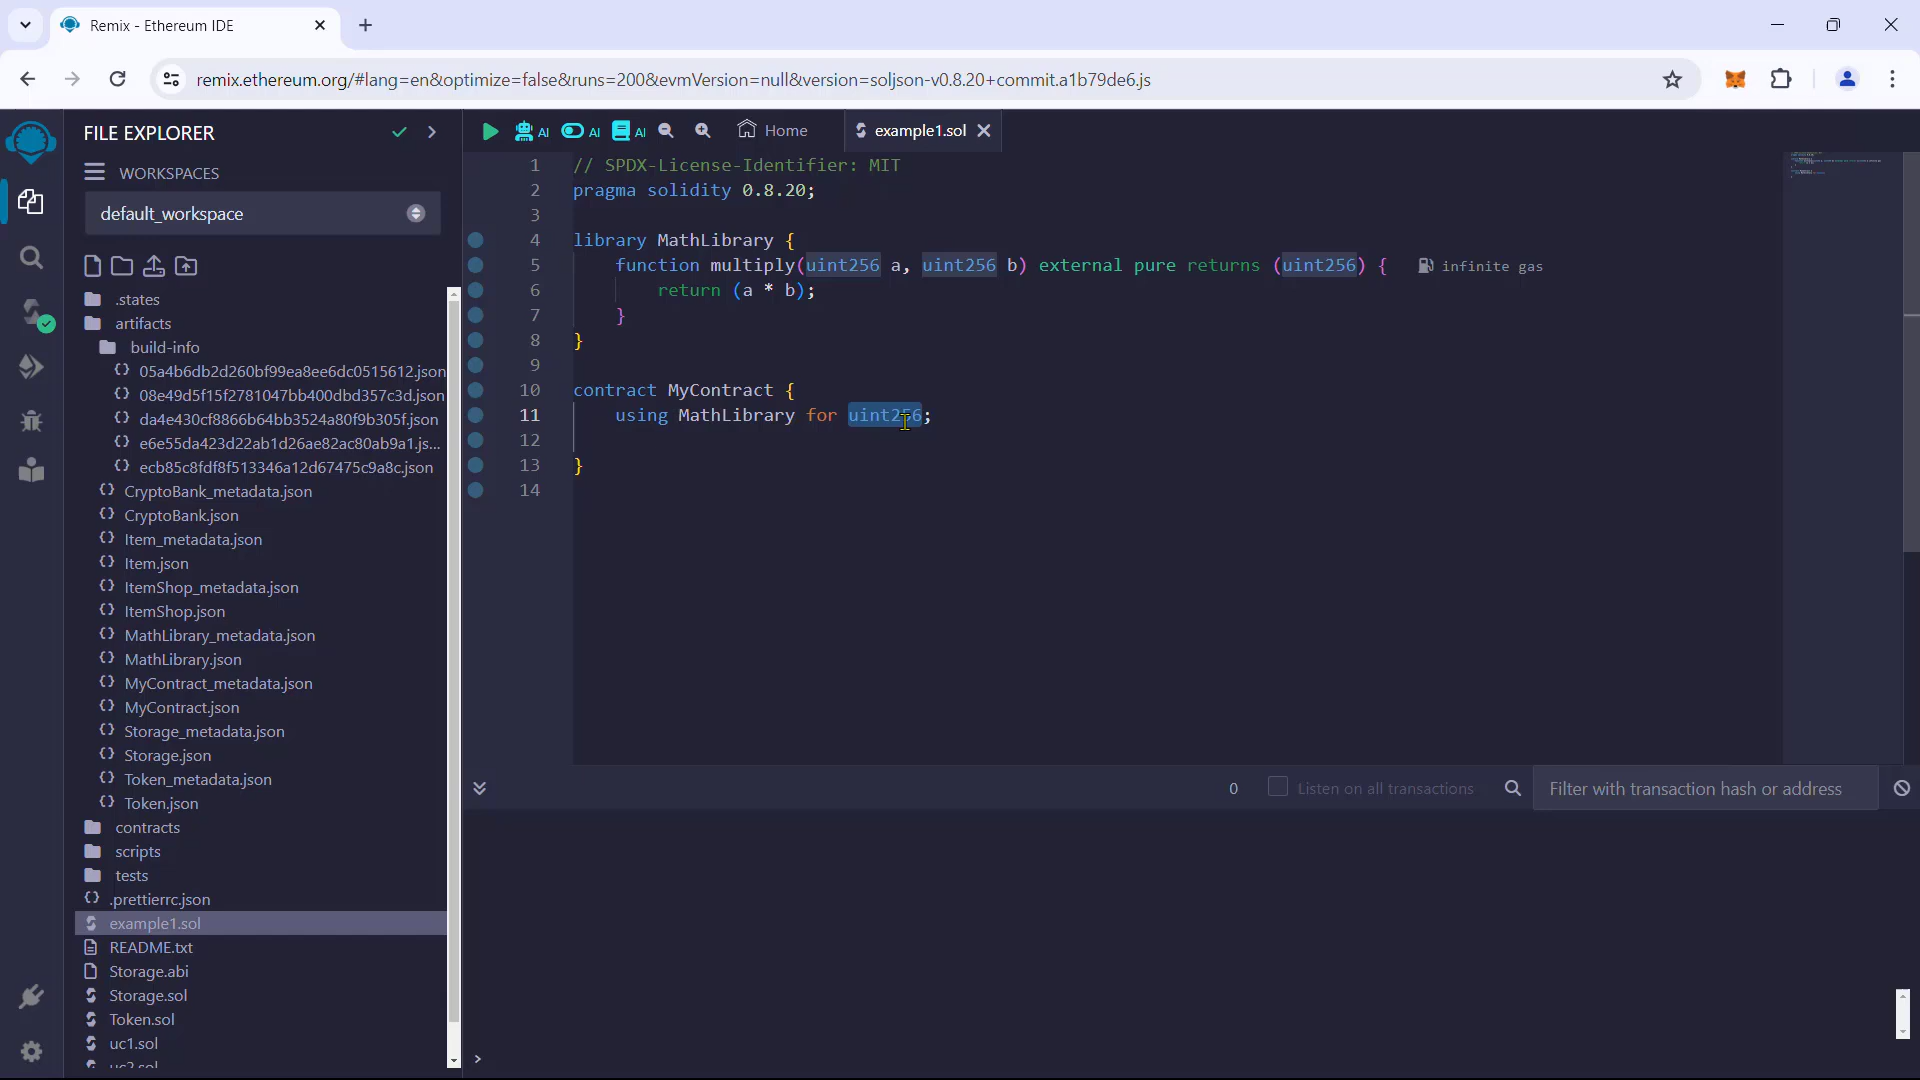 Remix - Ethereum IDE
remix.ethereum.org/#lang=en&optimize=false&runs=200&evmVersion=null&version=soljson-v0.8.20+commit.a1b79de6.js
FILE EXPLORER
WORKSPACES
default_workspace
.states
artifacts
build-info
05a4b6db2d260bf99ea8ee6dc0515612.json
08e49d5f15f2781047bb400dbd357c3d.json
da4e430cf8866b64bb3524a80f9b305f.json
e6e55da423d22ab1d26ae82ac80ab9a1.js...
ecb85c8fdf8f513346a12d67475c9a8c.json
CryptoBank_metadata.json
CryptoBank.json
Item_metadata.json
Item.json
ItemShop_metadata.json
ItemShop.json
MathLibrary_metadata.json
MathLibrary.json
MyContract_metadata.json
MyContract.json
Storage_metadata.json
Storage.json
Token_metadata.json
Token.json
contracts
scripts
tests
.prettierrc.json
example1.sol
README.txt
Storage.abi
Storage.sol
Token.sol
uc1.sol
uc2.sol
AI AI AI Home example1.sol
1 // SPDX-License-Identifier: MIT
2 pragma solidity 0.8.20;
3
4 library MathLibrary {
5 function multiply(uint256 a, uint256 b) external pure returns (uint256) { infinite gas
6 return (a * b);
7 }
8 }
9
10 contract MyContract {
11 using MathLibrary for uint256;
12
13 }
14
0 Listen on all transactions Filter with transaction hash or address
>